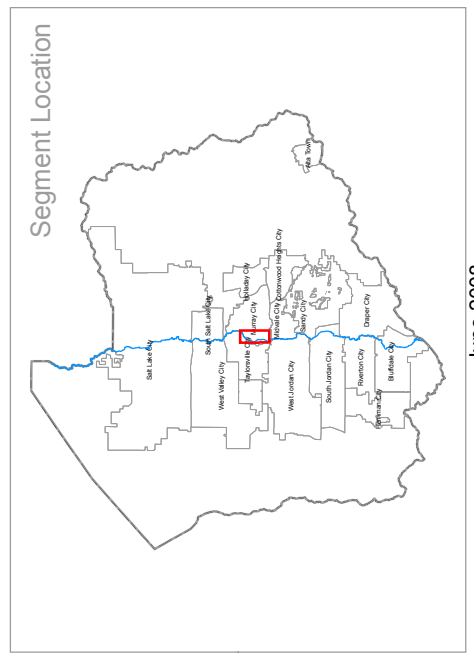 Segment Location
Alta Town
Salt Lake City
South Salt Lake City
Holladay City
West Valley City
Taylorsville City
Murray City
Cottonwood Heights City
Midvale City
West Jordan City
Sandy City
South Jordan City
Draper City
Riverton City
Bluffdale City
Herriman City